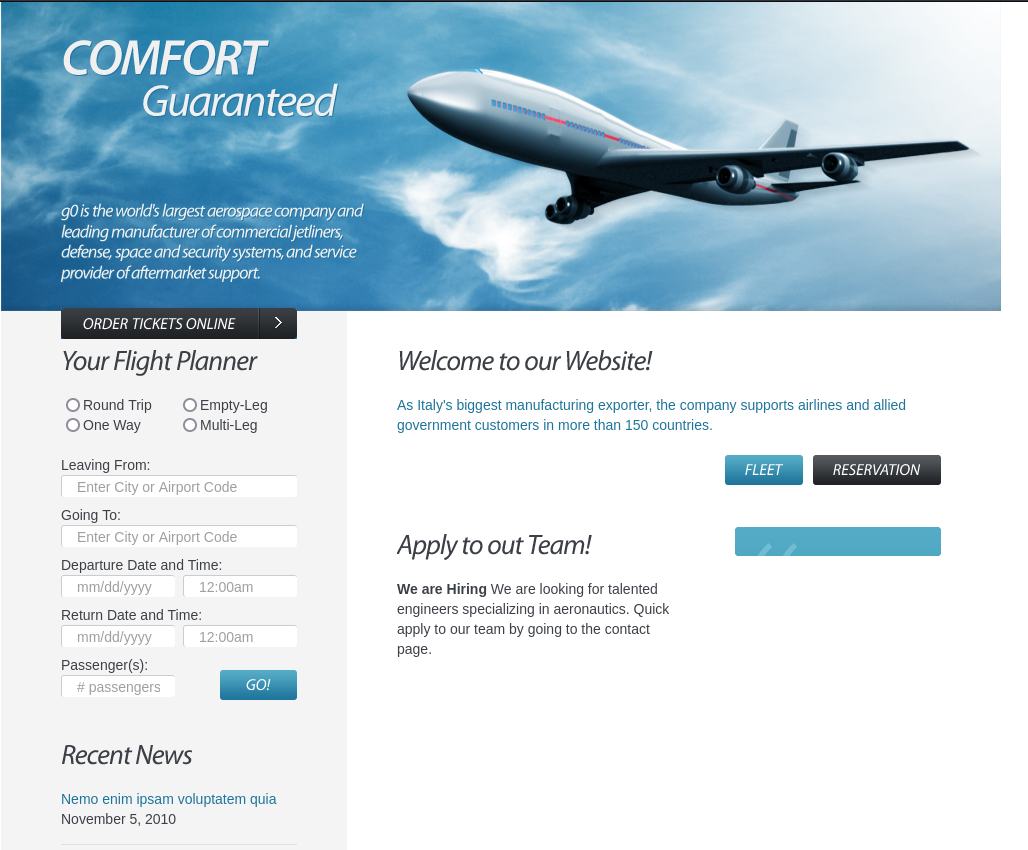 COMFORT
Guaranteed
g0 is the world's largest aerospace company and
leading manufacturer of commercial jetliners,
defense, space and security systems, and service
provider of aftermarket support.
ORDER TICKETS ONLINE
Your Flight Planner
Round Trip
Empty-Leg
One Way
Multi-Leg
Leaving From:
Enter City or Airport Code
Going To:
Enter City or Airport Code
Departure Date and Time:
mm/dd/yyyy
12:00am
Return Date and Time:
mm/dd/yyyy
12:00am
Passenger(s):
# passengers
GO!
Recent News
Nemo enim ipsam voluptatem quia
November 5, 2010
Welcome to our Website!
As Italy's biggest manufacturing exporter, the company supports airlines and allied
government customers in more than 150 countries.
FLEET
RESERVATION
Apply to out Team!
We are Hiring We are looking for talented
engineers specializing in aeronautics. Quick
apply to our team by going to the contact
page.